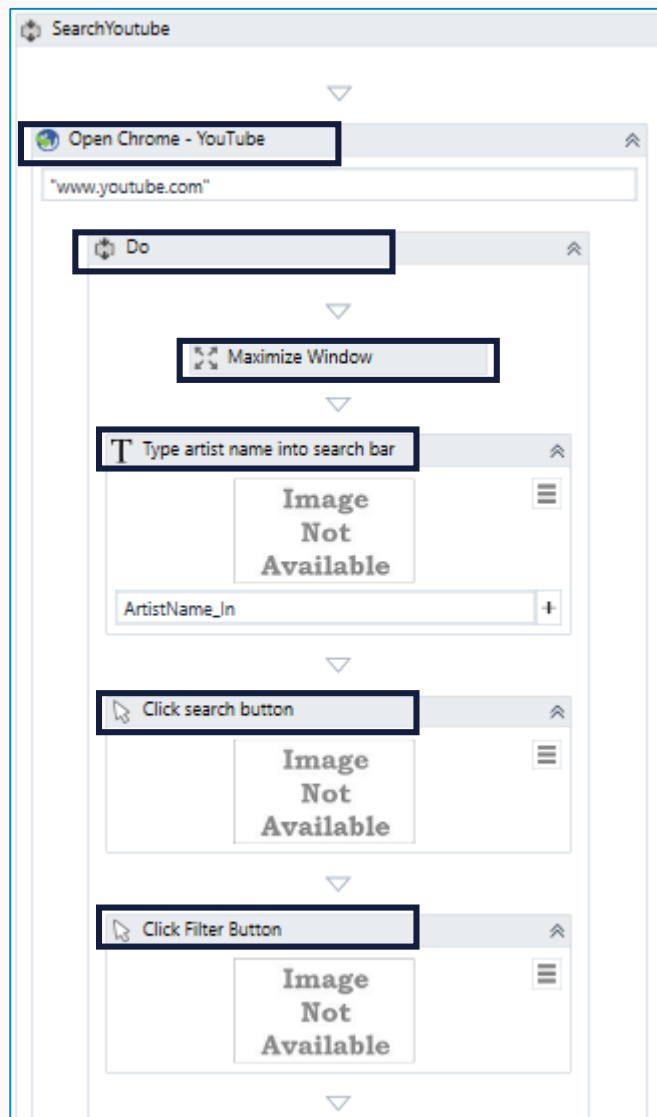 SearchYoutube
Open Chrome - YouTube
"www.youtube.com"
Do
Maximize Window
T Type artist name into search bar
Image
Not
Available
ArtistName_In
Click search button
Image
Not
Available
Click Filter Button
Image
Not
Available